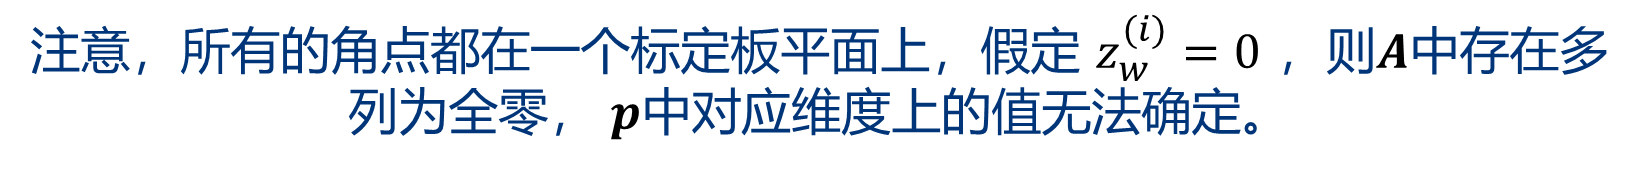 注意，所有的角点都在一个标定板平面上，假定 $z_w^{(i)} = 0$ ，则$\boldsymbol{A}$中存在多
列为全零， $\boldsymbol{p}$中对应维度上的值无法确定。